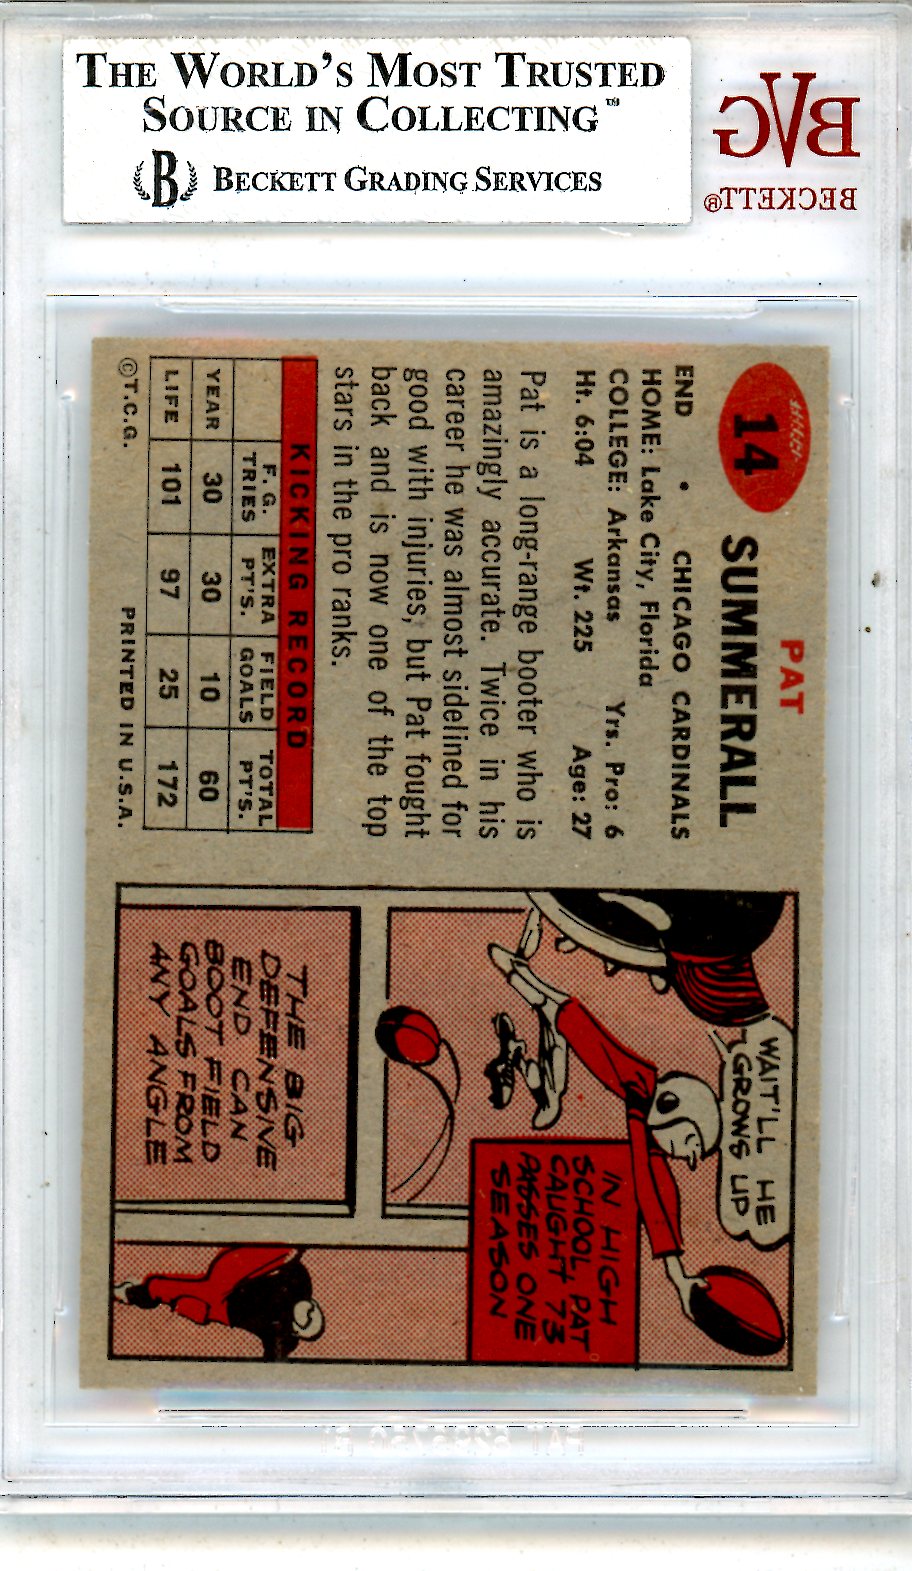 THE WORLD'S MOST TRUSTED
SOURCE IN COLLECTING™
B BECKETT GRADING SERVICES
BVG
BECKETT®
14
PAT
SUMMERALL
END • CHICAGO CARDINALS
HOME: Lake City, Florida
COLLEGE: Arkansas Yrs. Pro: 6
Ht. 6:04 Wt. 225 Age: 27
Pat is a long-range booter who is
amazingly accurate. Twice in his
career he was almost sidelined for
good with injuries, but Pat fought
back and is now one of the top
stars in the pro ranks.
KICKING RECORD
F.G. TRIES EXTRA PT'S. FIELD GOALS TOTAL PT'S.
YEAR 30 30 10 60
LIFE 101 97 25 172
©T.C.G. PRINTED IN U.S.A.
WAIT'LL HE
GROWS UP
IN HIGH
SCHOOL PAT
CAUGHT 73
PASSES ONE
SEASON
THE BIG
DEFENSIVE
END CAN
BOOT FIELD
GOALS FROM
ANY ANGLE